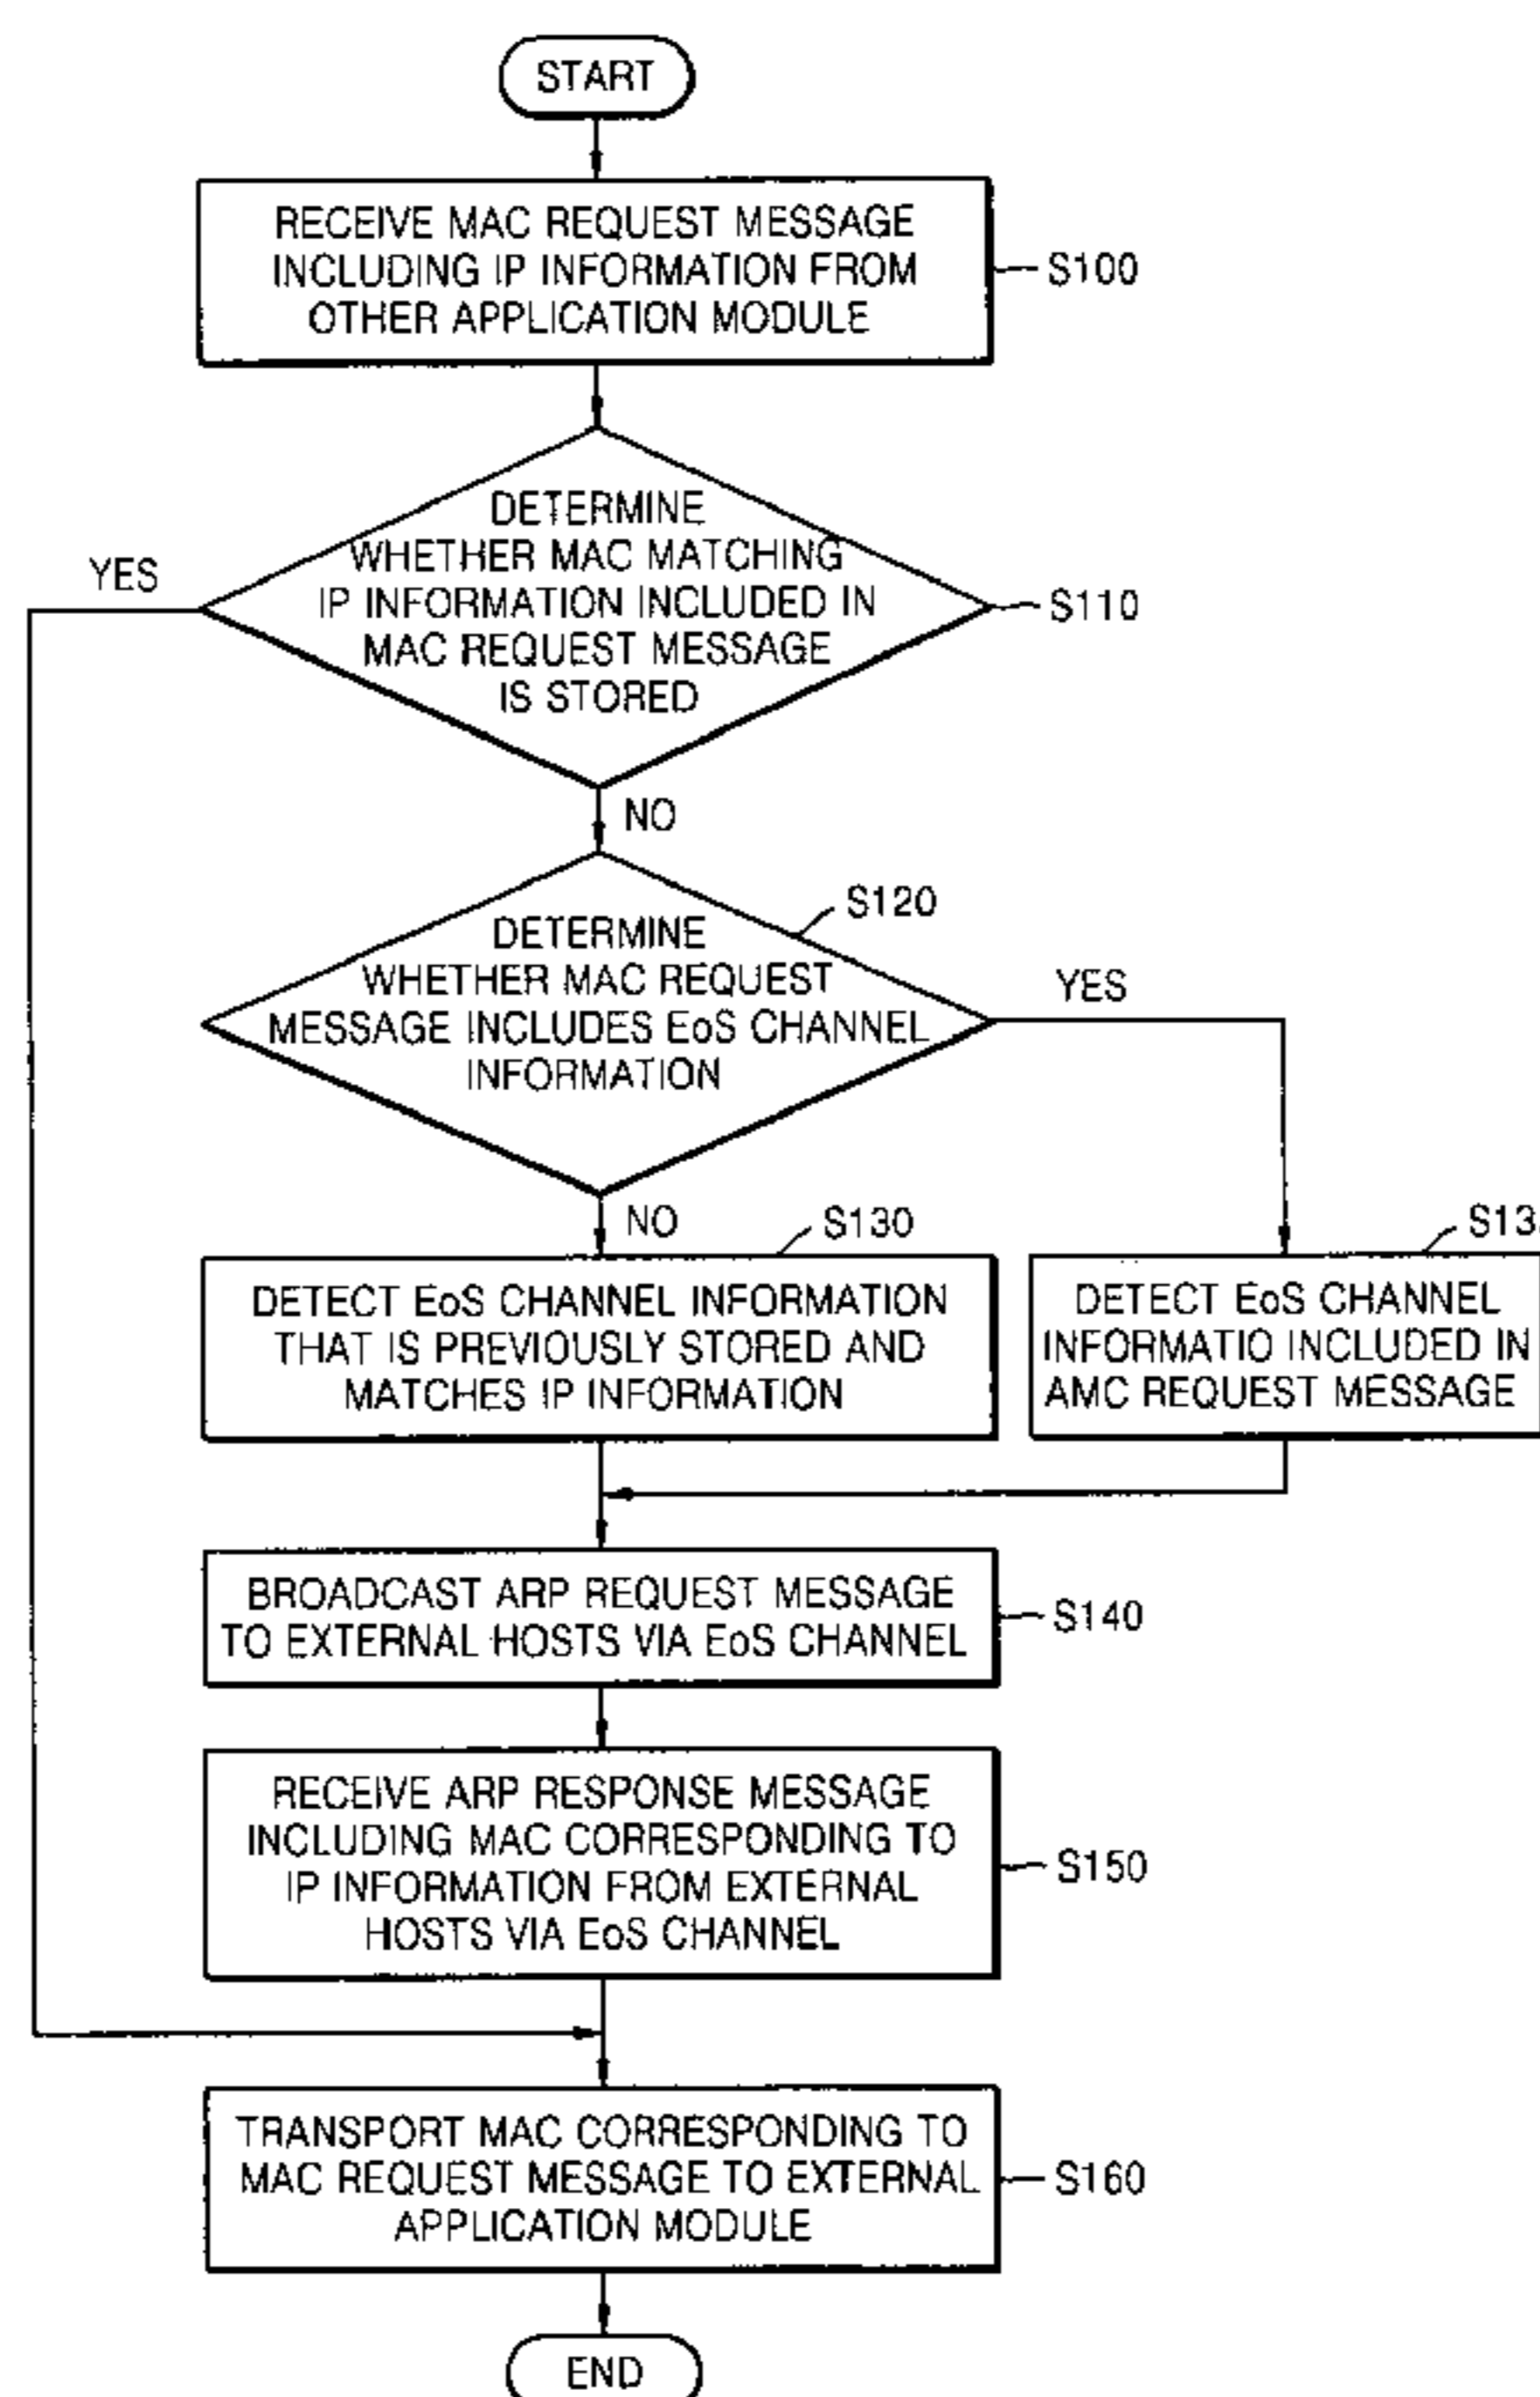 START
RECEIVE MAC REQUEST MESSAGE
INCLUDING IP INFORMATION FROM
OTHER APPLICATION MODULE
S100
DETERMINE
WHETHER MAC MATCHING
IP INFORMATION INCLUDED IN
MAC REQUEST MESSAGE
IS STORED
S110
YES
NO
S120
DETERMINE
WHETHER MAC REQUEST
MESSAGE INCLUDES EoS CHANNEL
INFORMATION
YES
NO
S130
DETECT EoS CHANNEL INFORMATION
THAT IS PREVIOUSLY STORED AND
MATCHES IP INFORMATION
DETECT EoS CHANNEL
INFORMATIO INCLUDED IN
AMC REQUEST MESSAGE
BROADCAST ARP REQUEST MESSAGE
TO EXTERNAL HOSTS VIA EoS CHANNEL
S140
RECEIVE ARP RESPONSE MESSAGE
INCLUDING MAC CORRESPONDING TO
IP INFORMATION FROM EXTERNAL
HOSTS VIA EoS CHANNEL
S150
TRANSPORT MAC CORRESPONDING TO
MAC REQUEST MESSAGE TO EXTERNAL
APPLICATION MODULE
S160
END